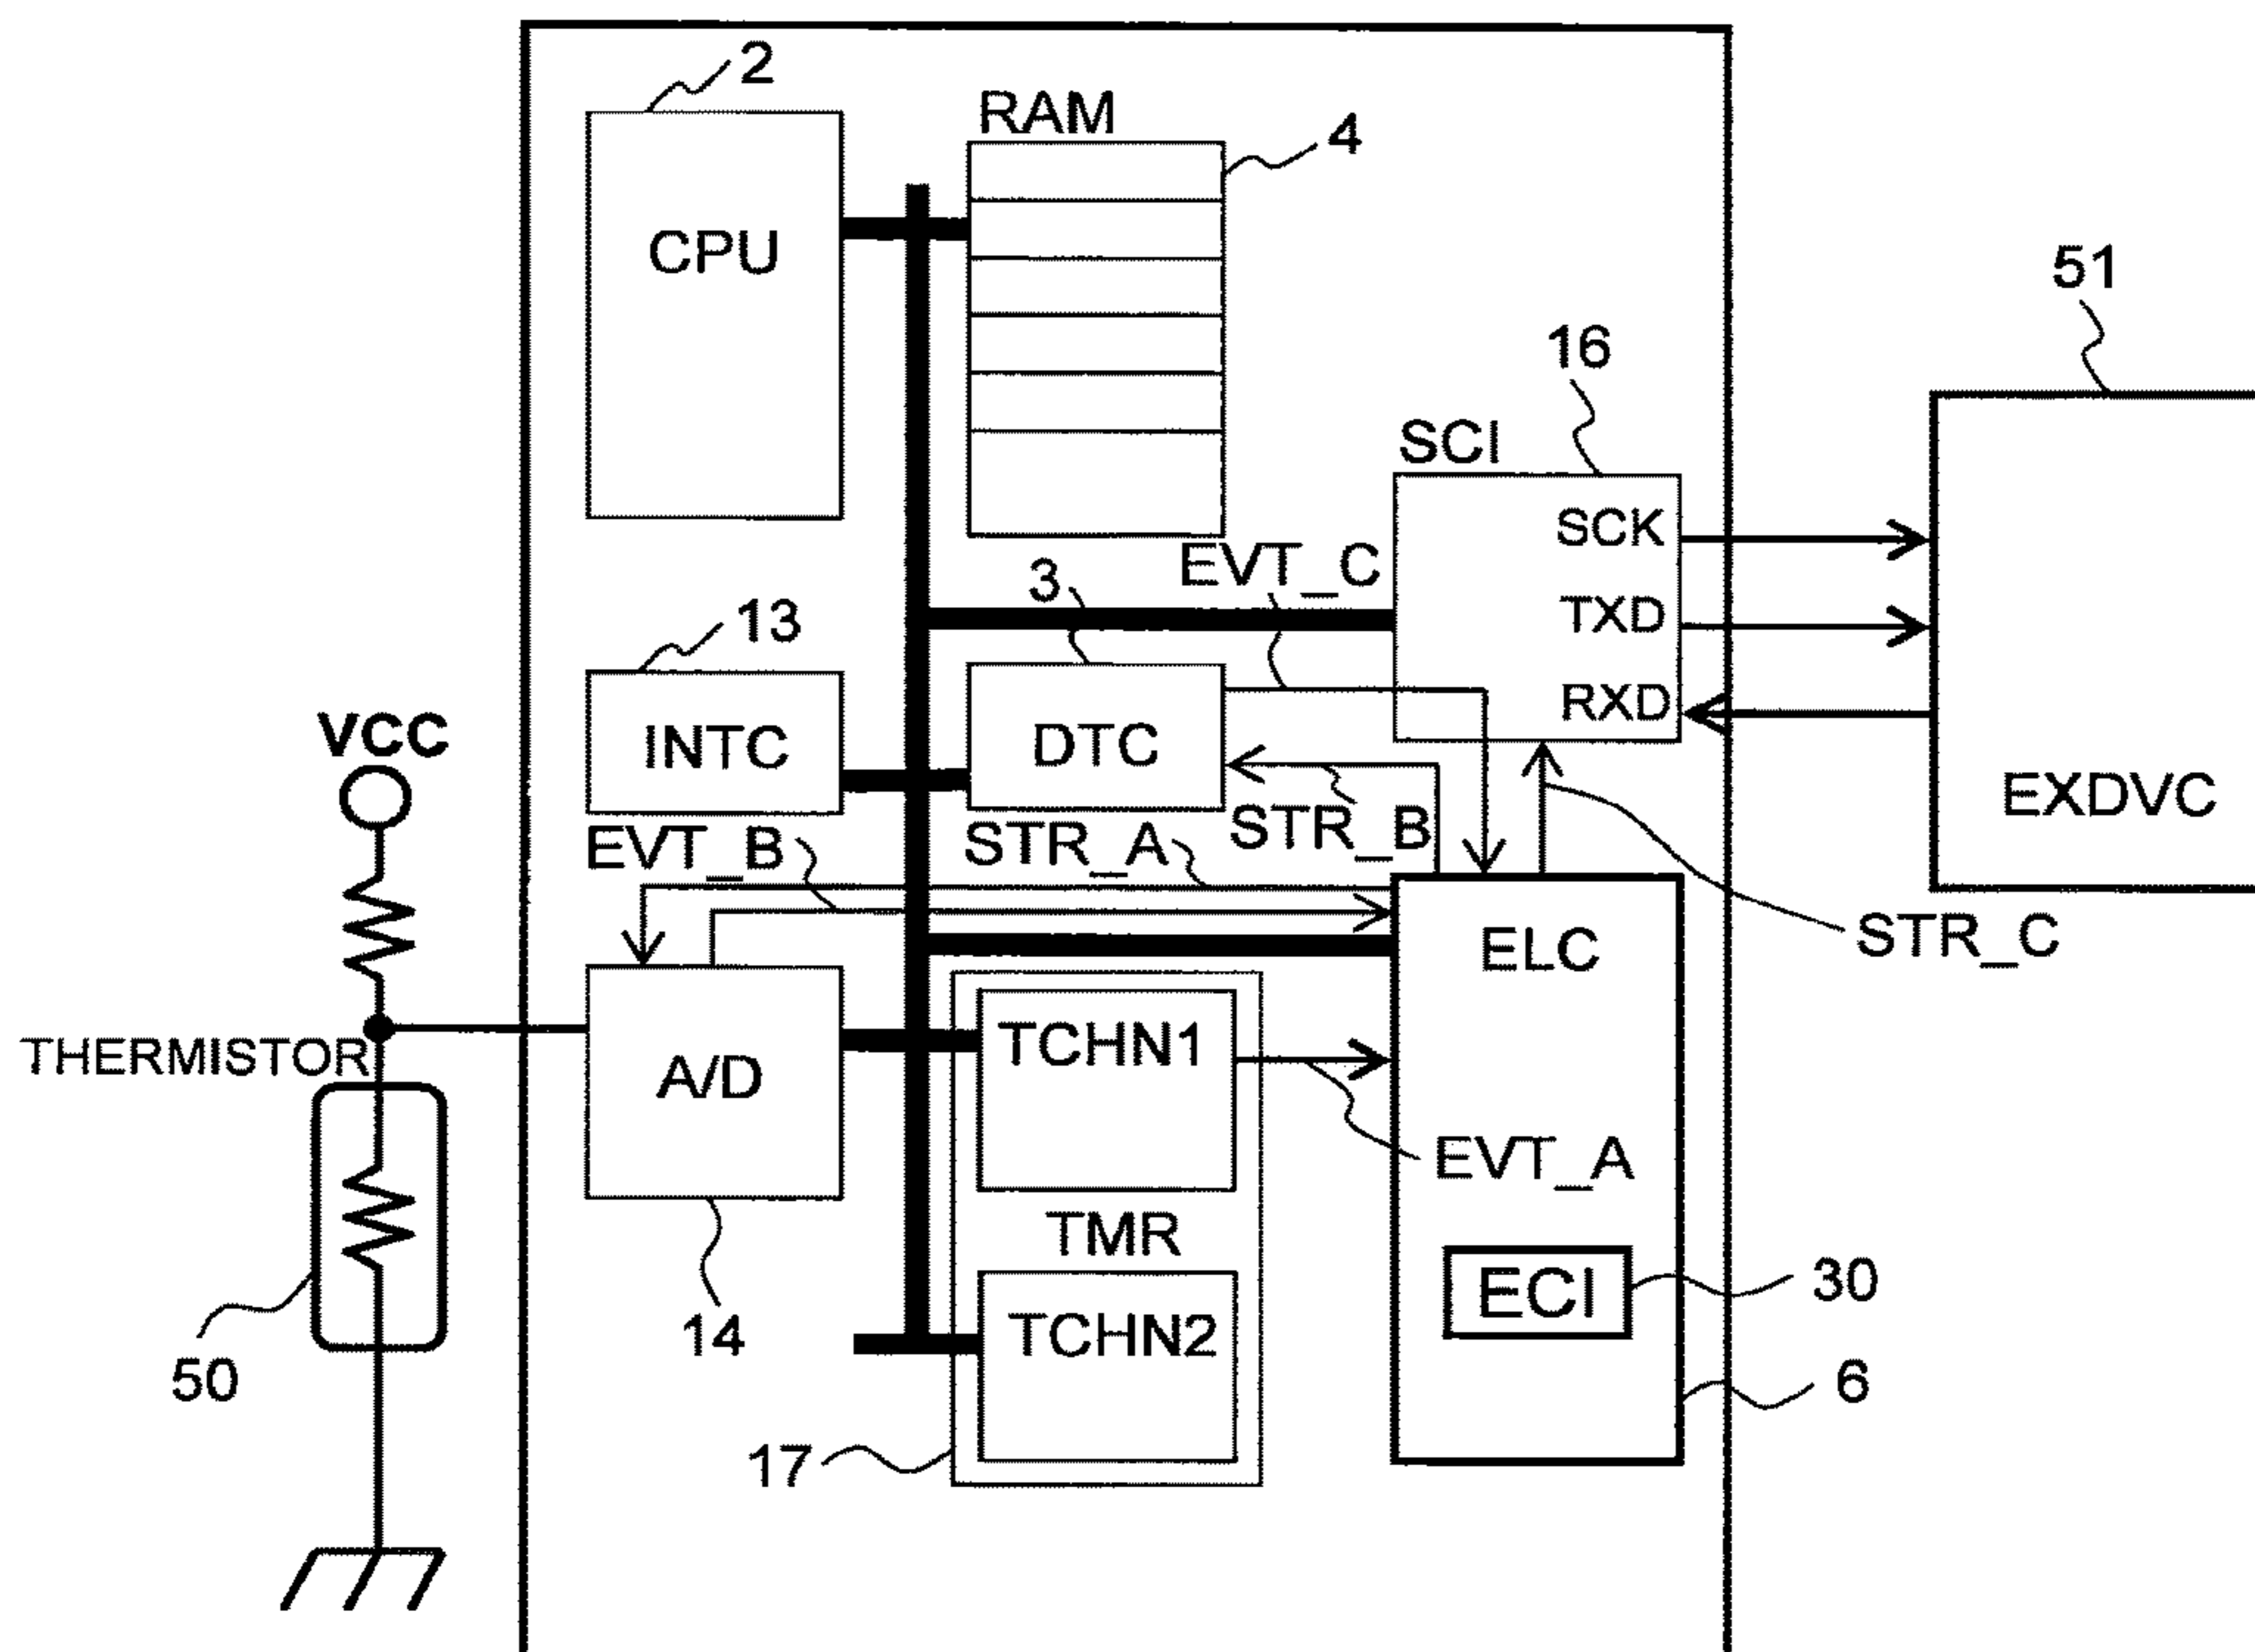 2
RAM
4
CPU
51
16
SCI
SCK
EVT_C
3
TXD
13
RXD
VCC
INTC
DTC
EXDVC
EVT_B
STR_A
STR_B
ELC
STR_C
THERMISTOR
A/D
TCHN1
EVT_A
TMR
ECI
30
14
TCHN2
50
6
17